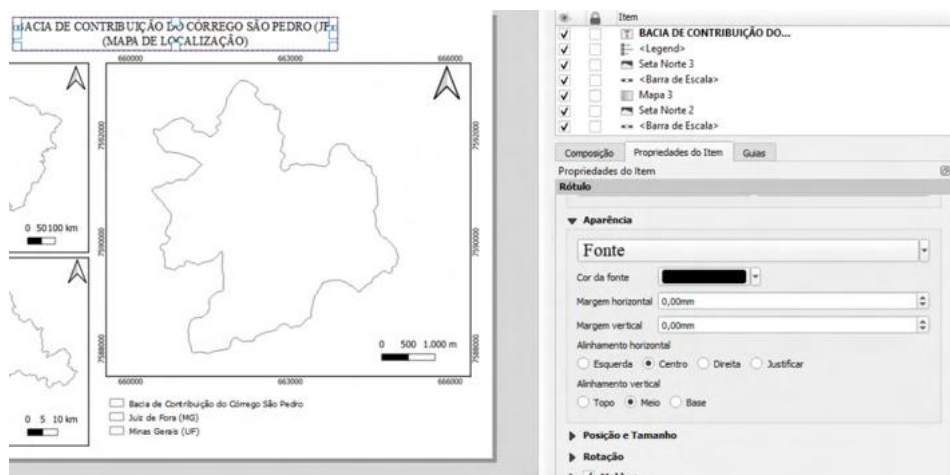 BACIA DE CONTRIBUIÇÃO DO CÓRREGO SÃO PEDRO (JF)
(MAPA DE LOCALIZAÇÃO)
660000 663000 666000
7592000 7592000
7590000 7590000
7588000 7588000
0 50 100 km
0 5 10 km
0 500 1.000 m
660000 663000 666000
Bacia de Contribuição do Córrego São Pedro
Juiz de Fora (MG)
Minas Gerais (UF)
Item
BACIA DE CONTRIBUIÇÃO DO...
<Legend>
Seta Norte 3
<Barra de Escala>
Mapa 3
Seta Norte 2
<Barra de Escala>
Composição Propriedades do Item Guias
Propriedades do Item
Rótulo
Aparência
Fonte
Cor da fonte
Margem horizontal 0,00mm
Margem vertical 0,00mm
Alinhamento horizontal
Esquerda Centro Direita Justificar
Alinhamento vertical
Topo Meio Base
Posição e Tamanho
Rotação